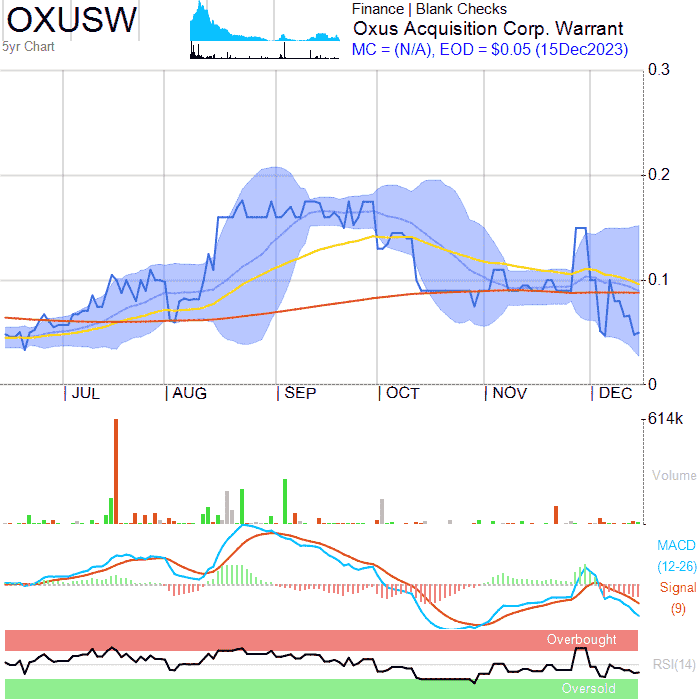 OXUSW
5yr Chart
Finance | Blank Checks
Oxus Acquisition Corp. Warrant
MC = (N/A), EOD = $0.05 (15Dec2023)
0.3
0.2
0.1
0
JUL AUG SEP OCT NOV DEC
614k
Volume
MACD
(12-26)
Signal
(9)
Overbought
RSI(14)
Oversold